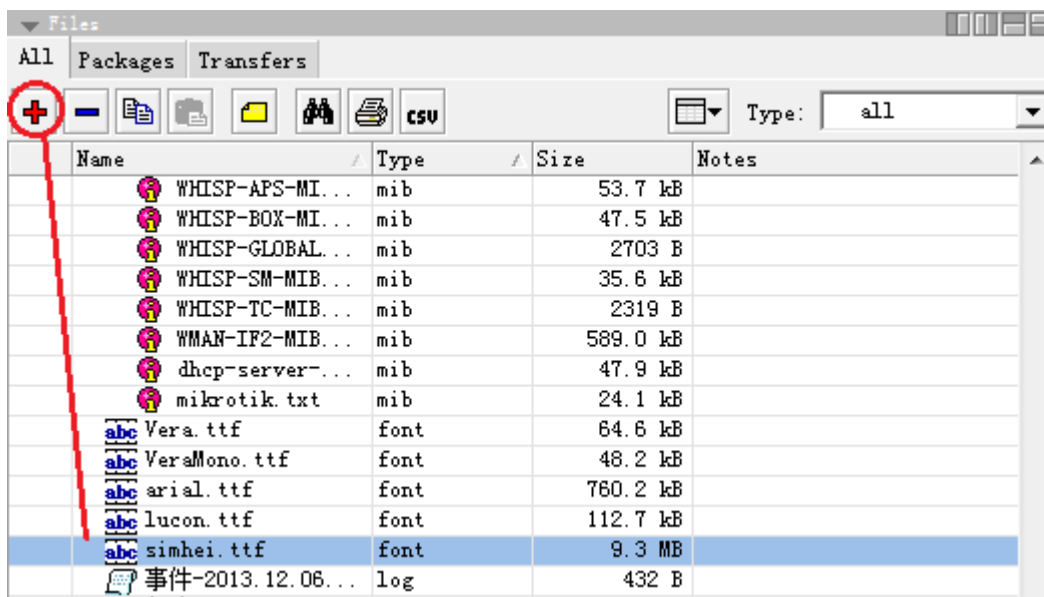 Files
All Packages Transfers
csv Type: all
Name Type Size Notes
WHISP-APS-MI... mib 53.7 kB
WHISP-BOX-MI... mib 47.5 kB
WHISP-GLOBAL... mib 2703 B
WHISP-SM-MIB... mib 35.6 kB
WHISP-TC-MIB... mib 2319 B
WMAN-IF2-MIB... mib 589.0 kB
dhcp-server-... mib 47.9 kB
mikrotik.txt mib 24.1 kB
abc Vera.ttf font 64.6 kB
abc VeraMono.ttf font 48.2 kB
abc arial.ttf font 760.2 kB
abc lucon.ttf font 112.7 kB
abc simhei.ttf font 9.3 MB
事件-2013.12.06... log 432 B